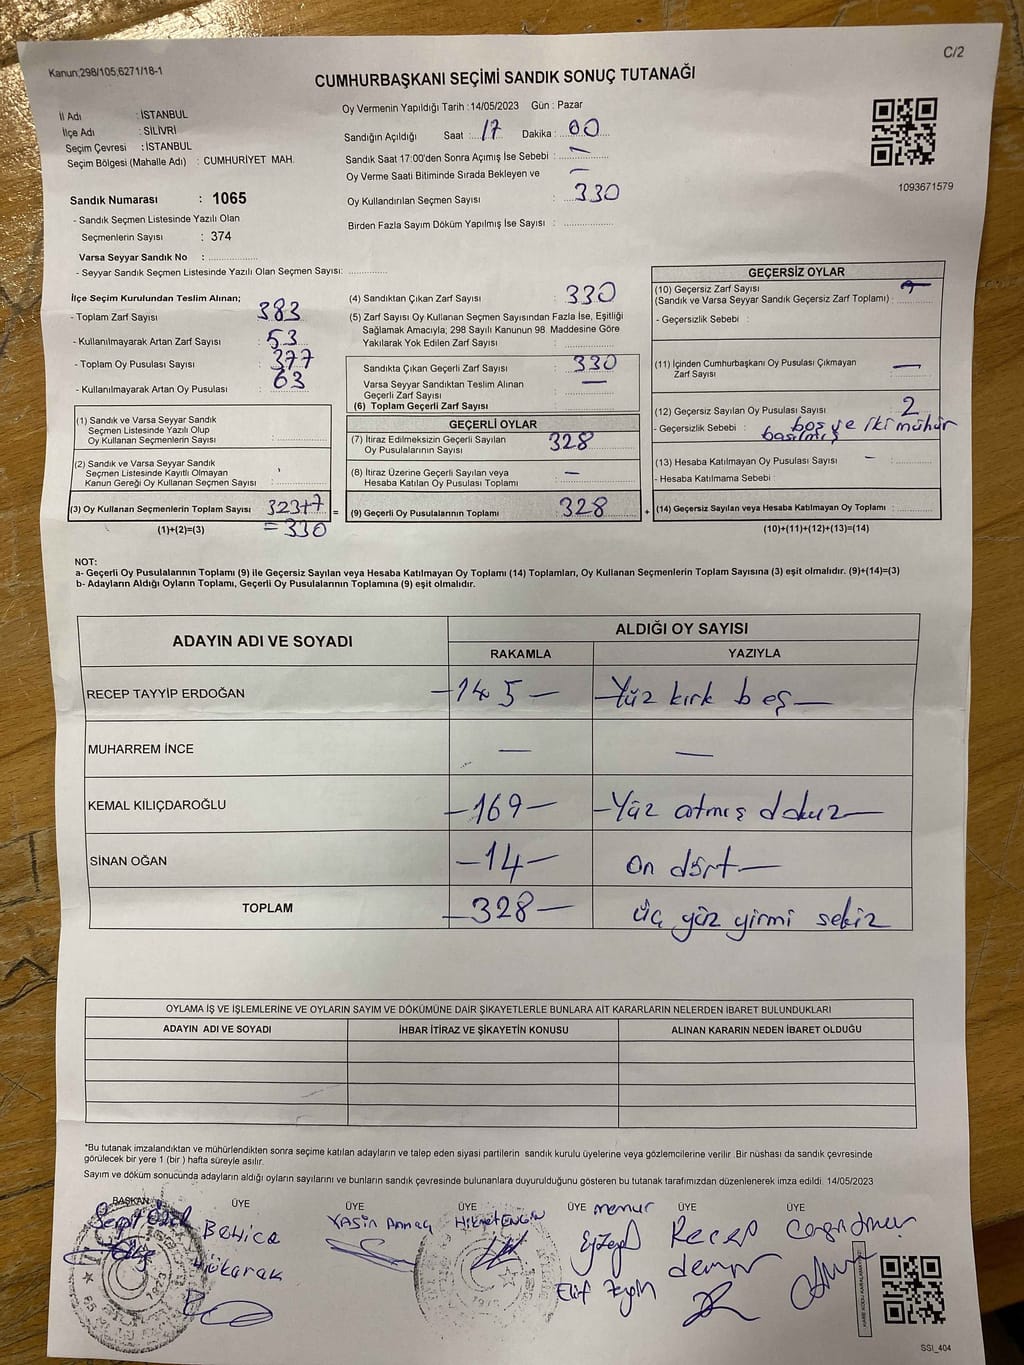 C/2
Kanun;298/105;6271/18-1
CUMHURBAŞKANI SEÇİMİ SANDIK SONUÇ TUTANAĞI
İl Adı : İSTANBUL
İlçe Adı : SİLİVRİ
Seçim Çevresi : İSTANBUL
Seçim Bölgesi (Mahalle Adı) : CUMHURİYET MAH.
Sandık Numarası : 1065
- Sandık Seçmen Listesinde Yazılı Olan
Seçmenlerin Sayısı : 374
Varsa Seyyar Sandık No :
- Seyyar Sandık Seçmen Listesinde Yazılı Olan Seçmen Sayısı:
Oy Vermenin Yapıldığı Tarih :14/05/2023 Gün : Pazar
Sandığın Açıldığı Saat : 17 Dakika : 00
Sandık Saat 17:00'den Sonra Açımış İse Sebebi : —
Oy Verme Saati Bitiminde Sırada Bekleyen ve —
Oy Kullandırılan Seçmen Sayısı : 330
Birden Fazla Sayım Döküm Yapılmış İse Sayısı :
1093671579
İlçe Seçim Kurulundan Teslim Alınan;
- Toplam Zarf Sayısı : 383
- Kullanılmayarak Artan Zarf Sayısı : 53
- Toplam Oy Pusulası Sayısı : 377
- Kullanılmayarak Artan Oy Pusulası : 63
(1) Sandık ve Varsa Seyyar Sandık
Seçmen Listesinde Yazılı Olup
Oy Kullanan Seçmenlerin Sayısı :
(2) Sandık ve Varsa Seyyar Sandık
Seçmen Listesinde Kayıtlı Olmayan
Kanun Gereği Oy Kullanan Seçmen Sayısı :
(3) Oy Kullanan Seçmenlerin Toplam Sayısı 323+7 =
= 330
(1)+(2)=(3)
(4) Sandıktan Çıkan Zarf Sayısı : 330
(5) Zarf Sayısı Oy Kullanan Seçmen Sayısından Fazla İse, Eşitliği
Sağlamak Amacıyla, 298 Sayılı Kanunun 98. Maddesine Göre
Yakılarak Yok Edilen Zarf Sayısı :
Sandıkta Çıkan Geçerli Zarf Sayısı : 330
Varsa Seyyar Sandıktan Teslim Alınan —
Geçerli Zarf Sayısı :
(6) Toplam Geçerli Zarf Sayısı :
GEÇERLİ OYLAR
(7) İtiraz Edilmeksizin Geçerli Sayılan
Oy Pusulalarının Sayısı : 328
(8) İtiraz Üzerine Geçerli Sayılan veya —
Hesaba Katılan Oy Pusulası Toplamı :
(9) Geçerli Oy Pusulalarının Toplamı : 328 +
GEÇERSİZ OYLAR
(10) Geçersiz Zarf Sayısı
(Sandık ve Varsa Seyyar Sandık Geçersiz Zarf Toplamı) :
- Geçersizlik Sebebi :
(11) İçinden Cumhurbaşkanı Oy Pusulası Çıkmayan —
Zarf Sayısı :
(12) Geçersiz Sayılan Oy Pusulası Sayısı : 2
- Geçersizlik Sebebi : boş ve iki mühür
basılmış
(13) Hesaba Katılmayan Oy Pusulası Sayısı – :
- Hesaba Katılmama Sebebi :
(14) Geçersiz Sayılan veya Hesaba Katılmayan Oy Toplamı :
(10)+(11)+(12)+(13)=(14)
NOT:
a- Geçerli Oy Pusulalarının Toplamı (9) ile Geçersiz Sayılan veya Hesaba Katılmayan Oy Toplamı (14) Toplamları, Oy Kullanan Seçmenlerin Toplam Sayısına (3) eşit olmalıdır. (9)+(14)=(3)
b- Adayların Aldığı Oyların Toplamı, Geçerli Oy Pusulalarının Toplamına (9) eşit olmalıdır.
ADAYIN ADI VE SOYADI
ALDIĞI OY SAYISI
RAKAMLA YAZIYLA
RECEP TAYYİP ERDOĞAN —145— —Yüz kırk beş—
MUHARREM İNCE — —
KEMAL KILIÇDAROĞLU —169— —Yüz atmış dokuz—
SİNAN OĞAN —14— on dört—
TOPLAM —328— üç yüz yirmi sekiz
OYLAMA İŞ VE İŞLEMLERİNE VE OYLARIN SAYIM VE DÖKÜMÜNE DAİR ŞİKAYETLERLE BUNLARA AİT KARARLARIN NELERDEN İBARET BULUNDUKLARI
ADAYIN ADI VE SOYADI İHBAR İTİRAZ VE ŞİKAYETİN KONUSU ALINAN KARARIN NEDEN İBARET OLDUĞU
*Bu tutanak imzalandıktan ve mühürlendikten sonra seçime katılan adayların ve talep eden siyasi partilerin sandık kurulu üyelerine veya gözlemcilerine verilir .Bir nüshası da sandık çevresinde
görülecek bir yere 1 (bir ) hafta süreyle asılır.
Sayım ve döküm sonucunda adayların aldığı oyların sayılarını ve bunların sandık çevresinde bulunanlara duyurulduğunu gösteren bu tutanak tarafımızdan düzenlenerek imza edildi. 14/05/2023
BAŞKAN ÜYE ÜYE ÜYE ÜYE memur ÜYE ÜYE
Behice
Yasin
Hikmet ENGİN
Elif Zeyin
Recep
demir
SSI_404